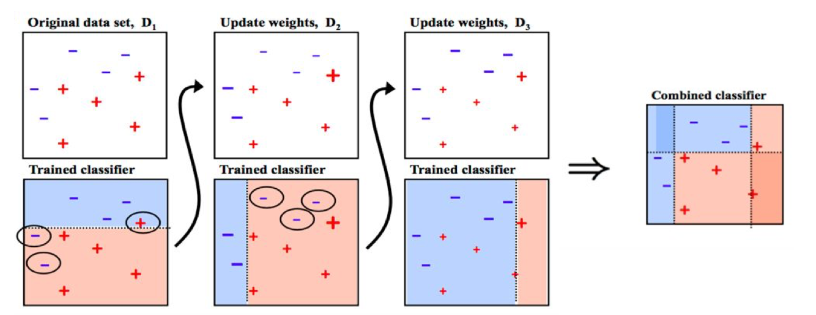 Original data set, D₁
Update weights, D₂
Update weights, D₃
Combined classifier
Trained classifier
Trained classifier
Trained classifier